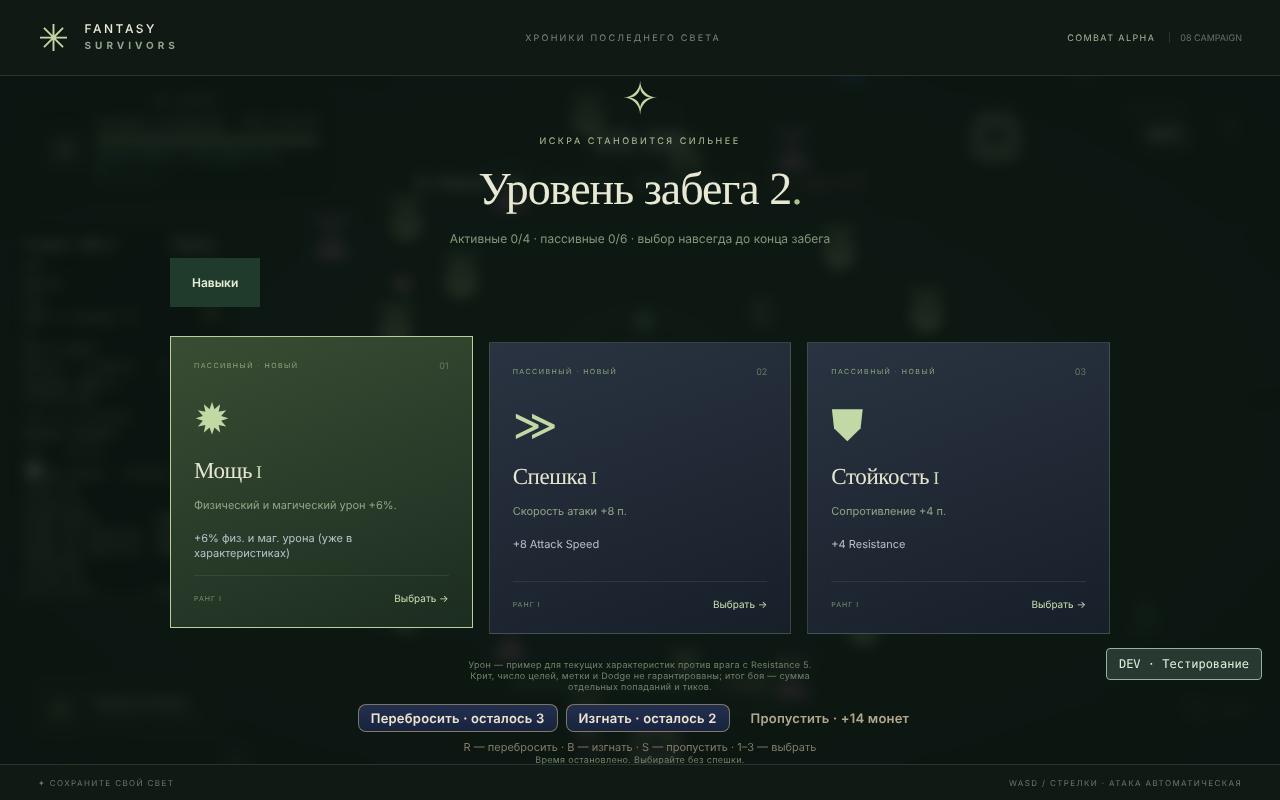 FANTASY
SURVIVORS
ХРОНИКИ ПОСЛЕДНЕГО СВЕТА
COMBAT ALPHA
08 CAMPAIGN
ИСКРА СТАНОВИТСЯ СИЛЬНЕЕ
Уровень забега 2.
Активные 0/4 · пассивные 0/6 · выбор навсегда до конца забега
Навыки
ПАССИВНЫЙ · НОВЫЙ
01
Мощь I
Физический и магический урон +6%.
+6% физ. и маг. урона (уже в
характеристиках)
РАНГ I
Выбрать →
ПАССИВНЫЙ · НОВЫЙ
02
Спешка I
Скорость атаки +8 п.
+8 Attack Speed
РАНГ I
Выбрать →
ПАССИВНЫЙ · НОВЫЙ
03
Стойкость I
Сопротивление +4 п.
+4 Resistance
РАНГ I
Выбрать →
DEV · Тестирование
Урон — пример для текущих характеристик против врага с Resistance 5.
Крит, число целей, метки и Dodge не гарантированы; итог боя — сумма
отдельных попаданий и тиков.
Перебросить · осталось 3
Изгнать · осталось 2
Пропустить · +14 монет
R — перебросить · B — изгнать · S — пропустить · 1–3 — выбрать
Время остановлено. Выбирайте без спешки.
✦ СОХРАНИТЕ СВОЙ СВЕТ
WASD / СТРЕЛКИ · АТАКА АВТОМАТИЧЕСКАЯ